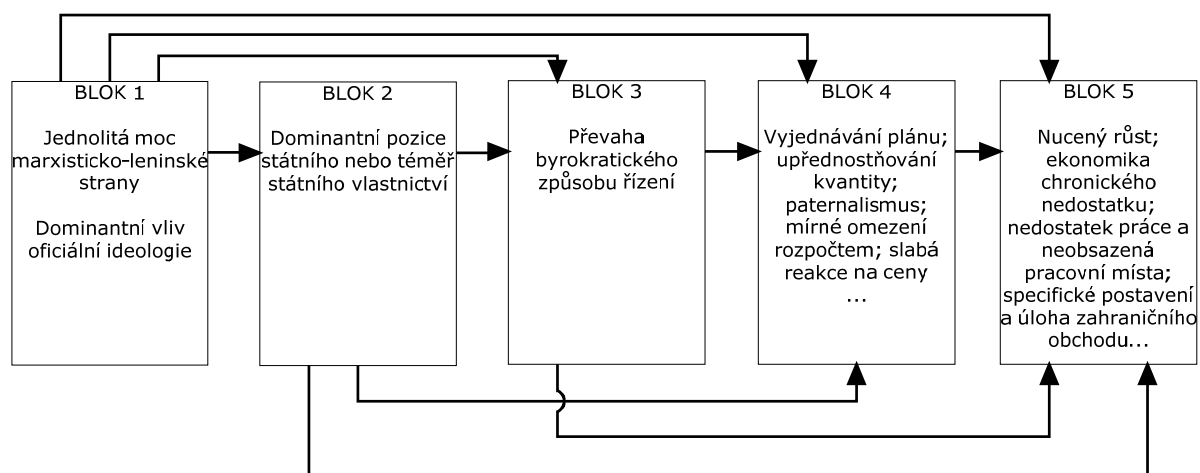 BLOK 1
Jednolitá moc
marxisticko-leninské
strany
Dominantní vliv
oficiální ideologie
BLOK 2
Dominantní pozice
státního nebo téměř
státního vlastnictví
BLOK 3
Převaha
byrokratického
způsobu řízení
BLOK 4
Vyjednávání plánu;
upřednostňování
kvantity;
paternalismus;
mírné omezení
rozpočtem; slabá
reakce na ceny
...
BLOK 5
Nucený růst;
ekonomika
chronického
nedostatku;
nedostatek práce a
neobsazená
pracovní místa;
specifické postavení
a úloha zahraničního
obchodu...